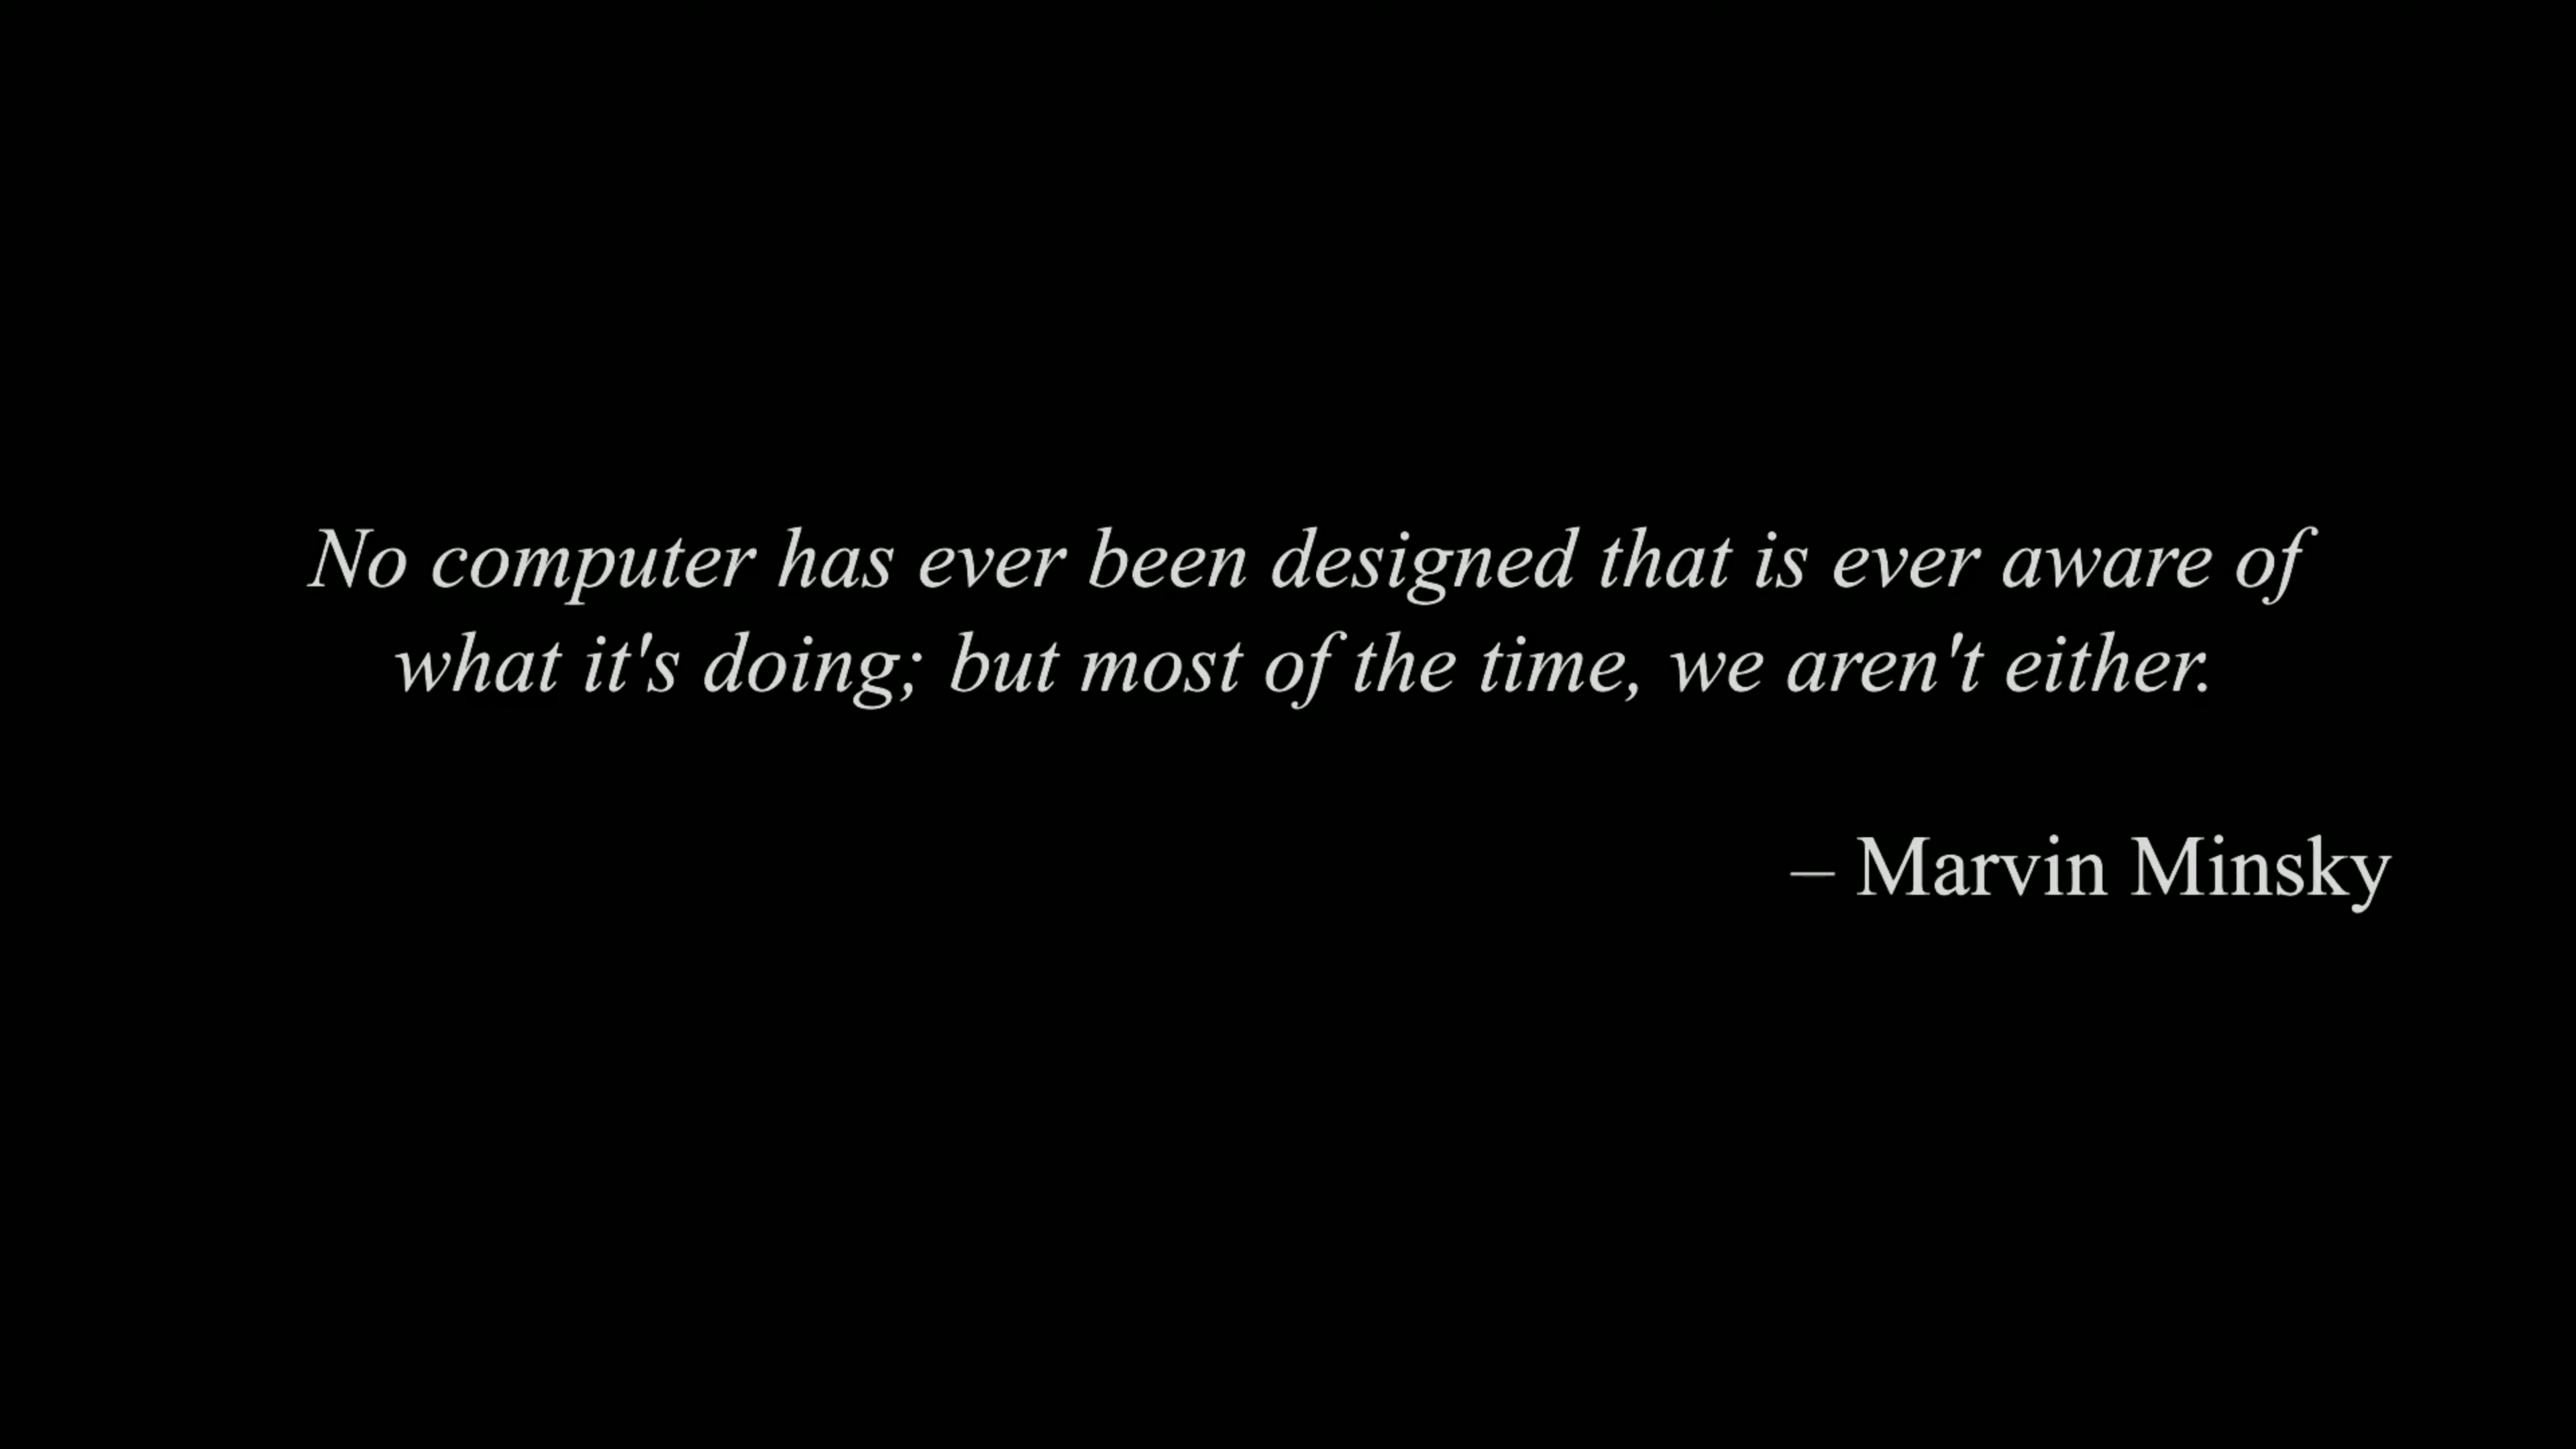 No computer has ever been designed that is ever aware of
what it's doing; but most of the time, we aren't either.
– Marvin Minsky